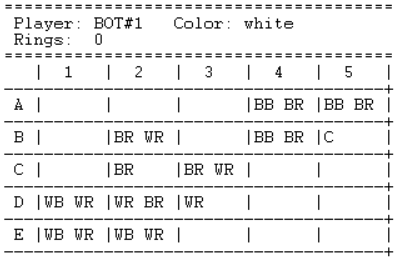 Player: BOT#1 Color: white
Rings: 0
| 1 | 2 | 3 | 4 | 5 |
A | | | |BB BR |BB BR |
B | |BR WR | |BB BR |C |
C | |BR |BR WR | | |
D |WB WR |WR BR |WR | | |
E |WB WR |WB WR | | | |